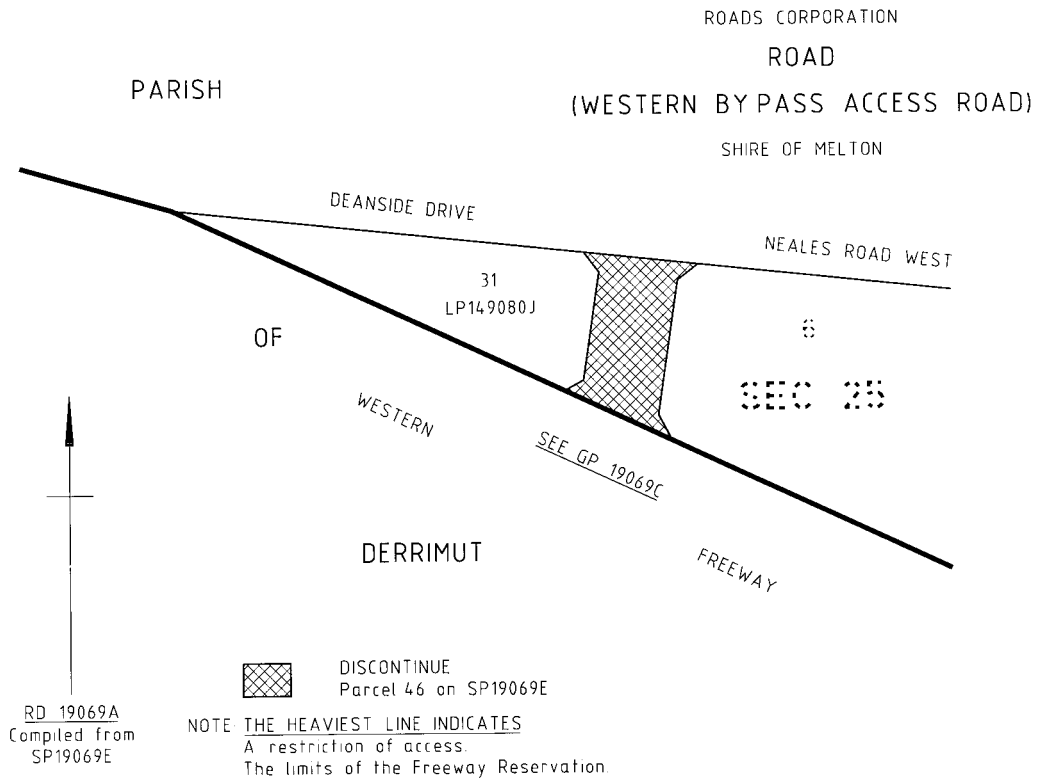 ROADS CORPORATION
ROAD
(WESTERN BYPASS ACCESS ROAD)
SHIRE OF MELTON
PARISH
DEANSIDE DRIVE
NEALES ROAD WEST
31
LP149080J
6
OF
SEC 25
WESTERN
SEE GP 19069C
DERRIMUT
FREEWAY
DISCONTINUE
Parcel 46 on SP19069E
RD 19069A
Compiled from
SP19069E
NOTE: THE HEAVIEST LINE INDICATES
A restriction of access.
The limits of the Freeway Reservation.